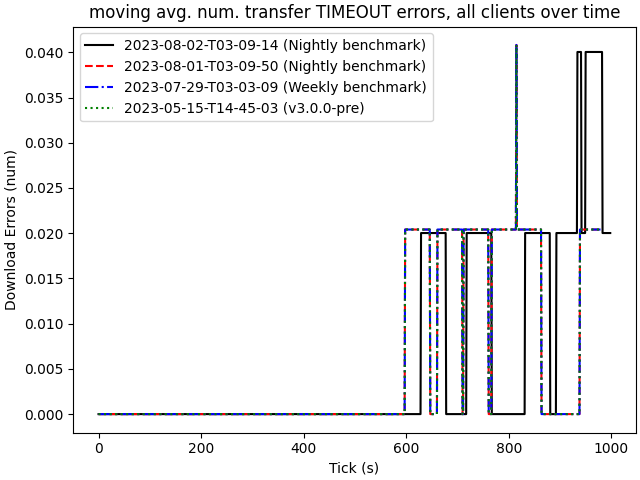 moving avg. num. transfer TIMEOUT errors, all clients over time
2023-08-02-T03-09-14 (Nightly benchmark)
2023-08-01-T03-09-50 (Nightly benchmark)
2023-07-29-T03-03-09 (Weekly benchmark)
2023-05-15-T14-45-03 (v3.0.0-pre)
Download Errors (num)
0.040
0.035
0.030
0.025
0.020
0.015
0.010
0.005
0.000
0 200 400 600 800 1000
Tick (s)